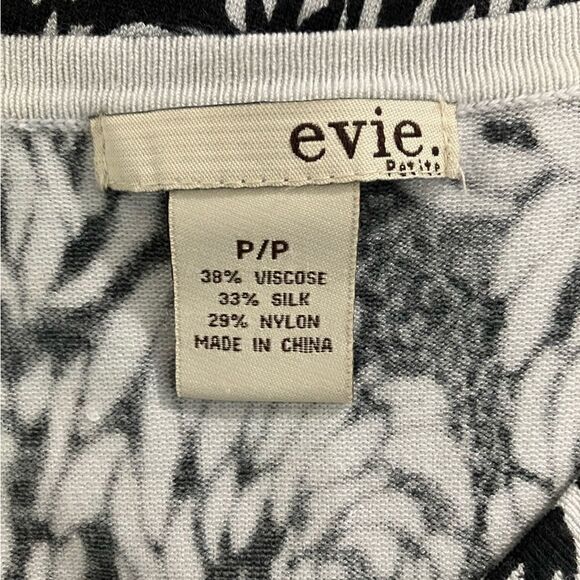 evie.
Petite
P/P
38% VISCOSE
33% SILK
29% NYLON
MADE IN CHINA